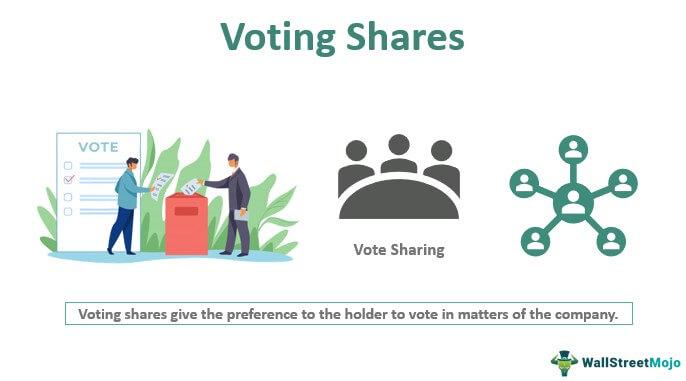 Voting Shares
VOTE
Vote Sharing
Voting shares give the preference to the holder to vote in matters of the company.
WallStreetMojo